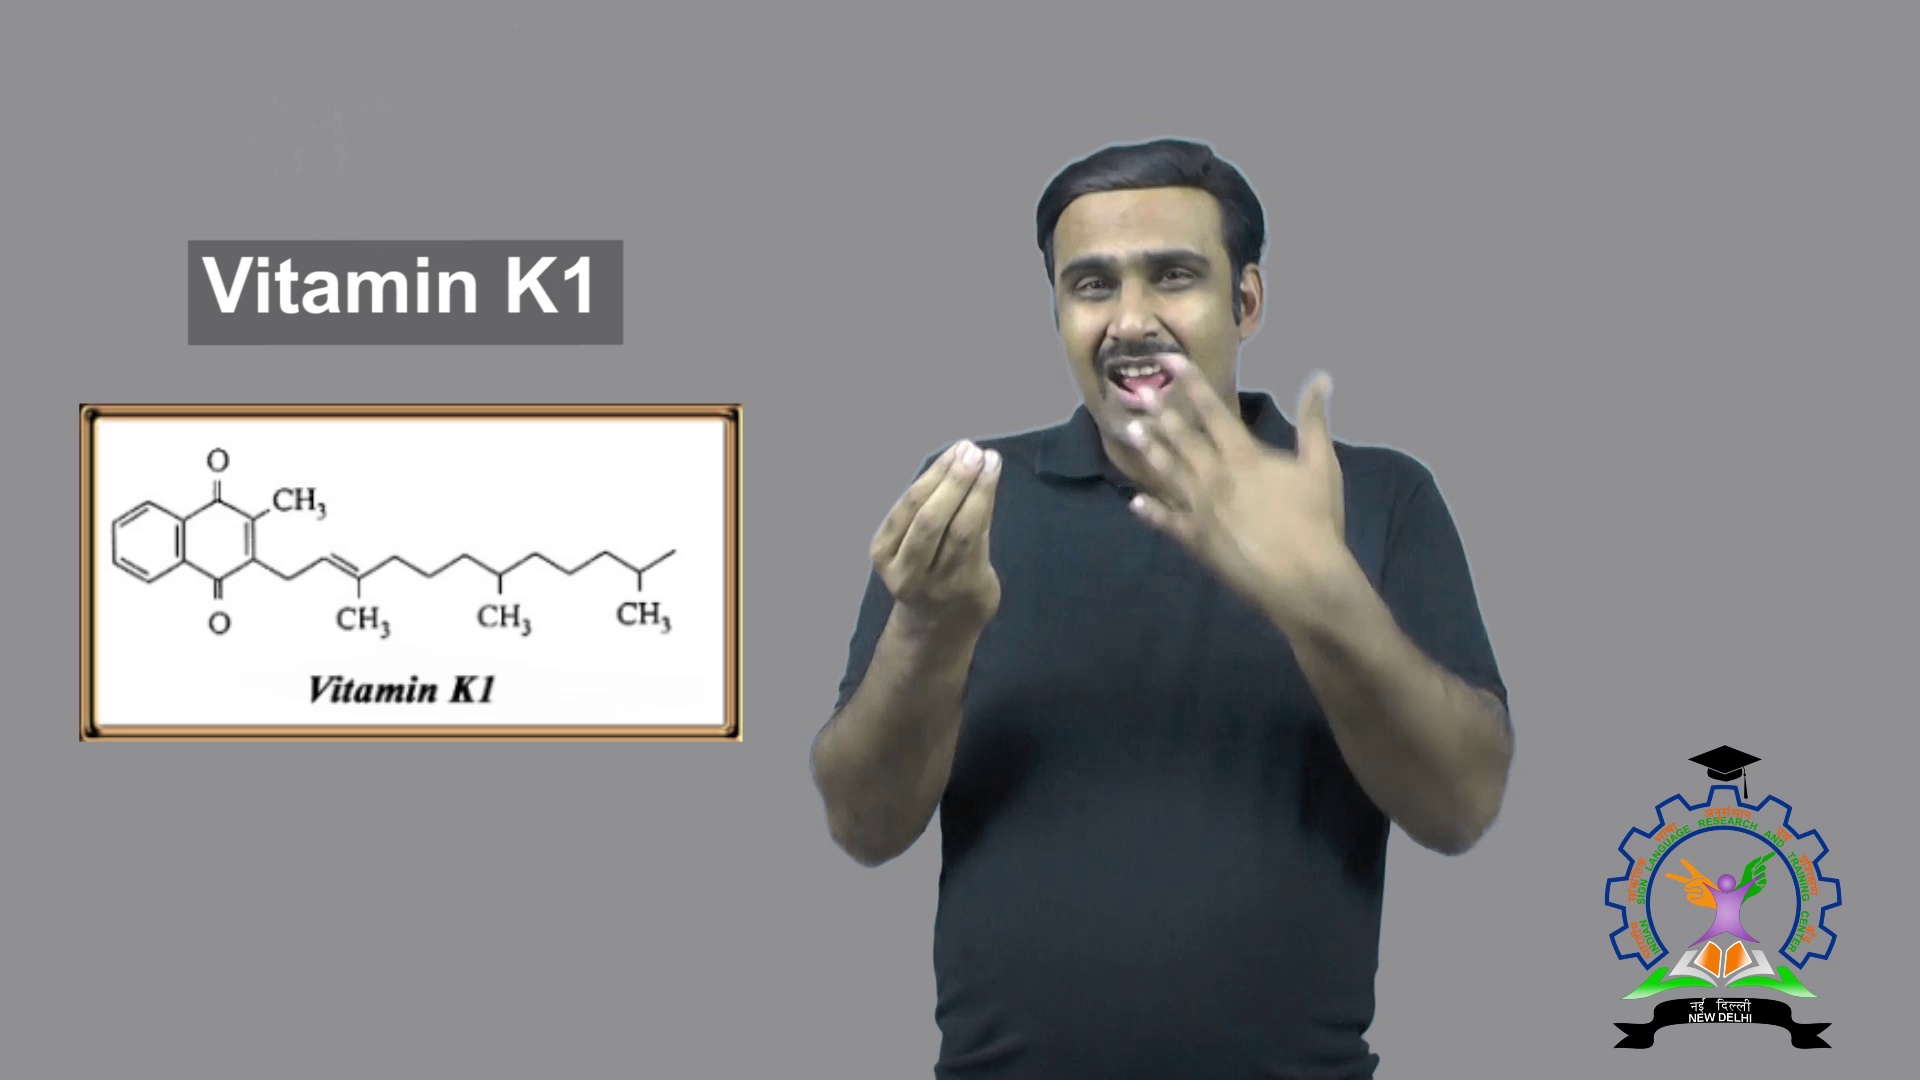 Vitamin K1
O
CH3
O
CH3
CH3
CH3
Vitamin K1
INDIAN SIGN LANGUAGE RESEARCH AND TRAINING CENTER
नई दिल्ली
NEW DELHI